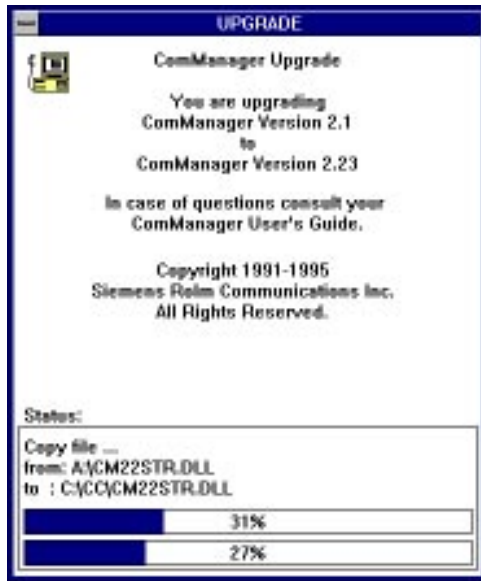 UPGRADE
ComManager Upgrade
You are upgrading
ComManager Version 2.1
to
ComManager Version 2.23
In case of questions consult your
ComManager User's Guide.
Copyright 1991-1995
Siemens Rolm Communications Inc.
All Rights Reserved.
Status:
Copy file ...
from: A:\CM22STR.DLL
to : C:\CC\CM22STR.DLL
31%
27%